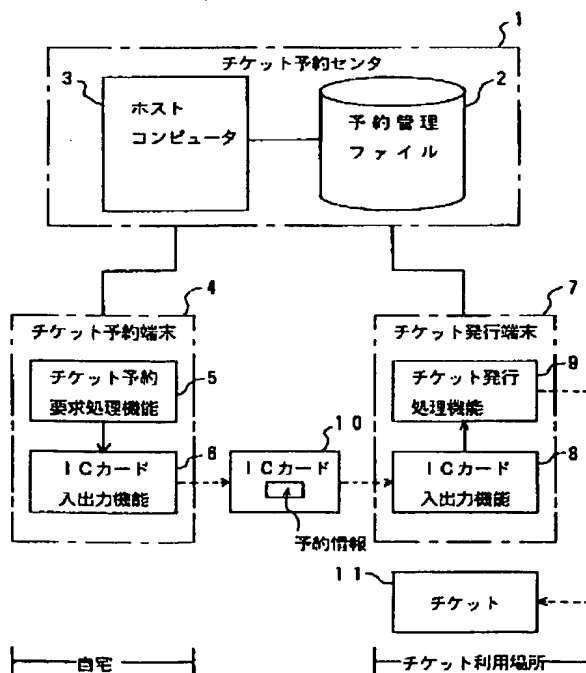 1
チケット予約センタ
3
ホスト
コンピュータ
2
予約管理
ファイル
4
チケット予約端末
チケット予約
要求処理機能
5
ICカード
入出力機能
6
10
ICカード
予約情報
7
チケット発行端末
チケット発行
処理機能
9
ICカード
入出力機能
8
11
チケット
自宅
チケット利用場所